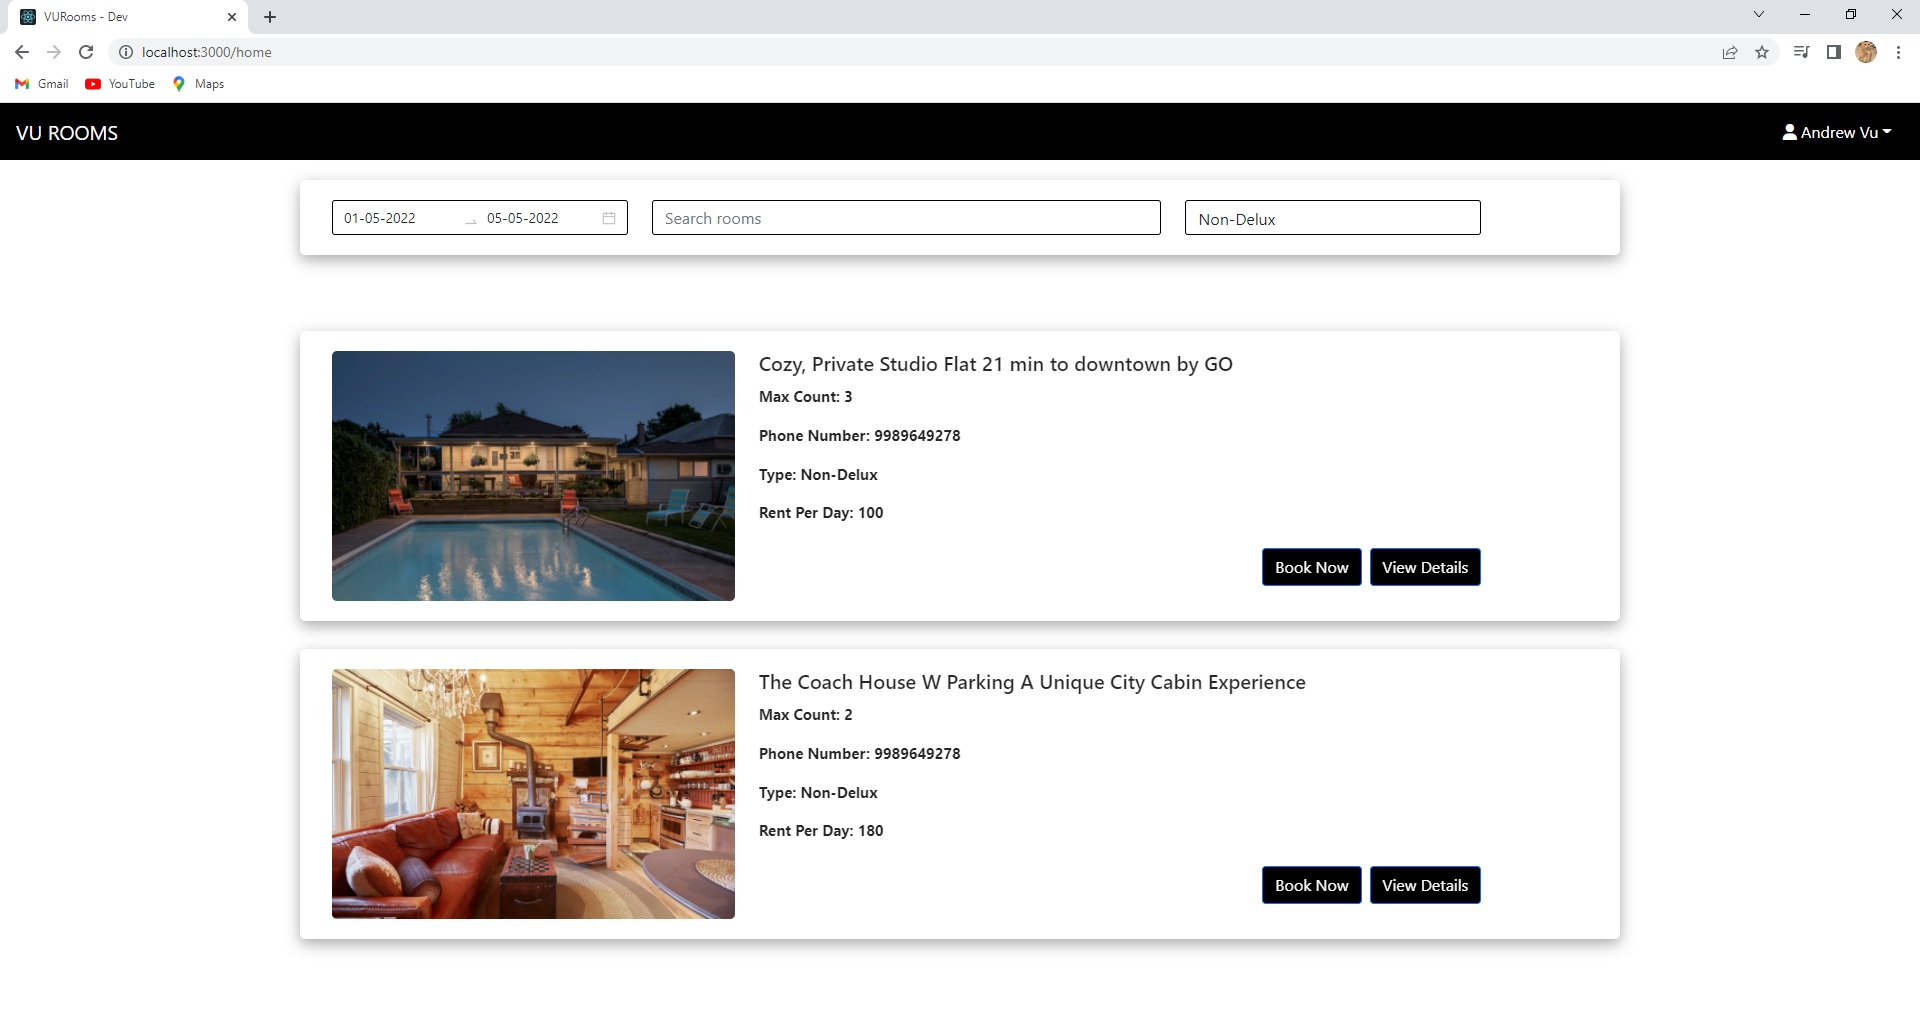 VURooms - Dev
localhost:3000/home
Gmail YouTube Maps
VU ROOMS
Andrew Vu
01-05-2022 05-05-2022 Search rooms Non-Delux
Cozy, Private Studio Flat 21 min to downtown by GO
Max Count: 3
Phone Number: 9989649278
Type: Non-Delux
Rent Per Day: 100
Book Now View Details
The Coach House W Parking A Unique City Cabin Experience
Max Count: 2
Phone Number: 9989649278
Type: Non-Delux
Rent Per Day: 180
Book Now View Details